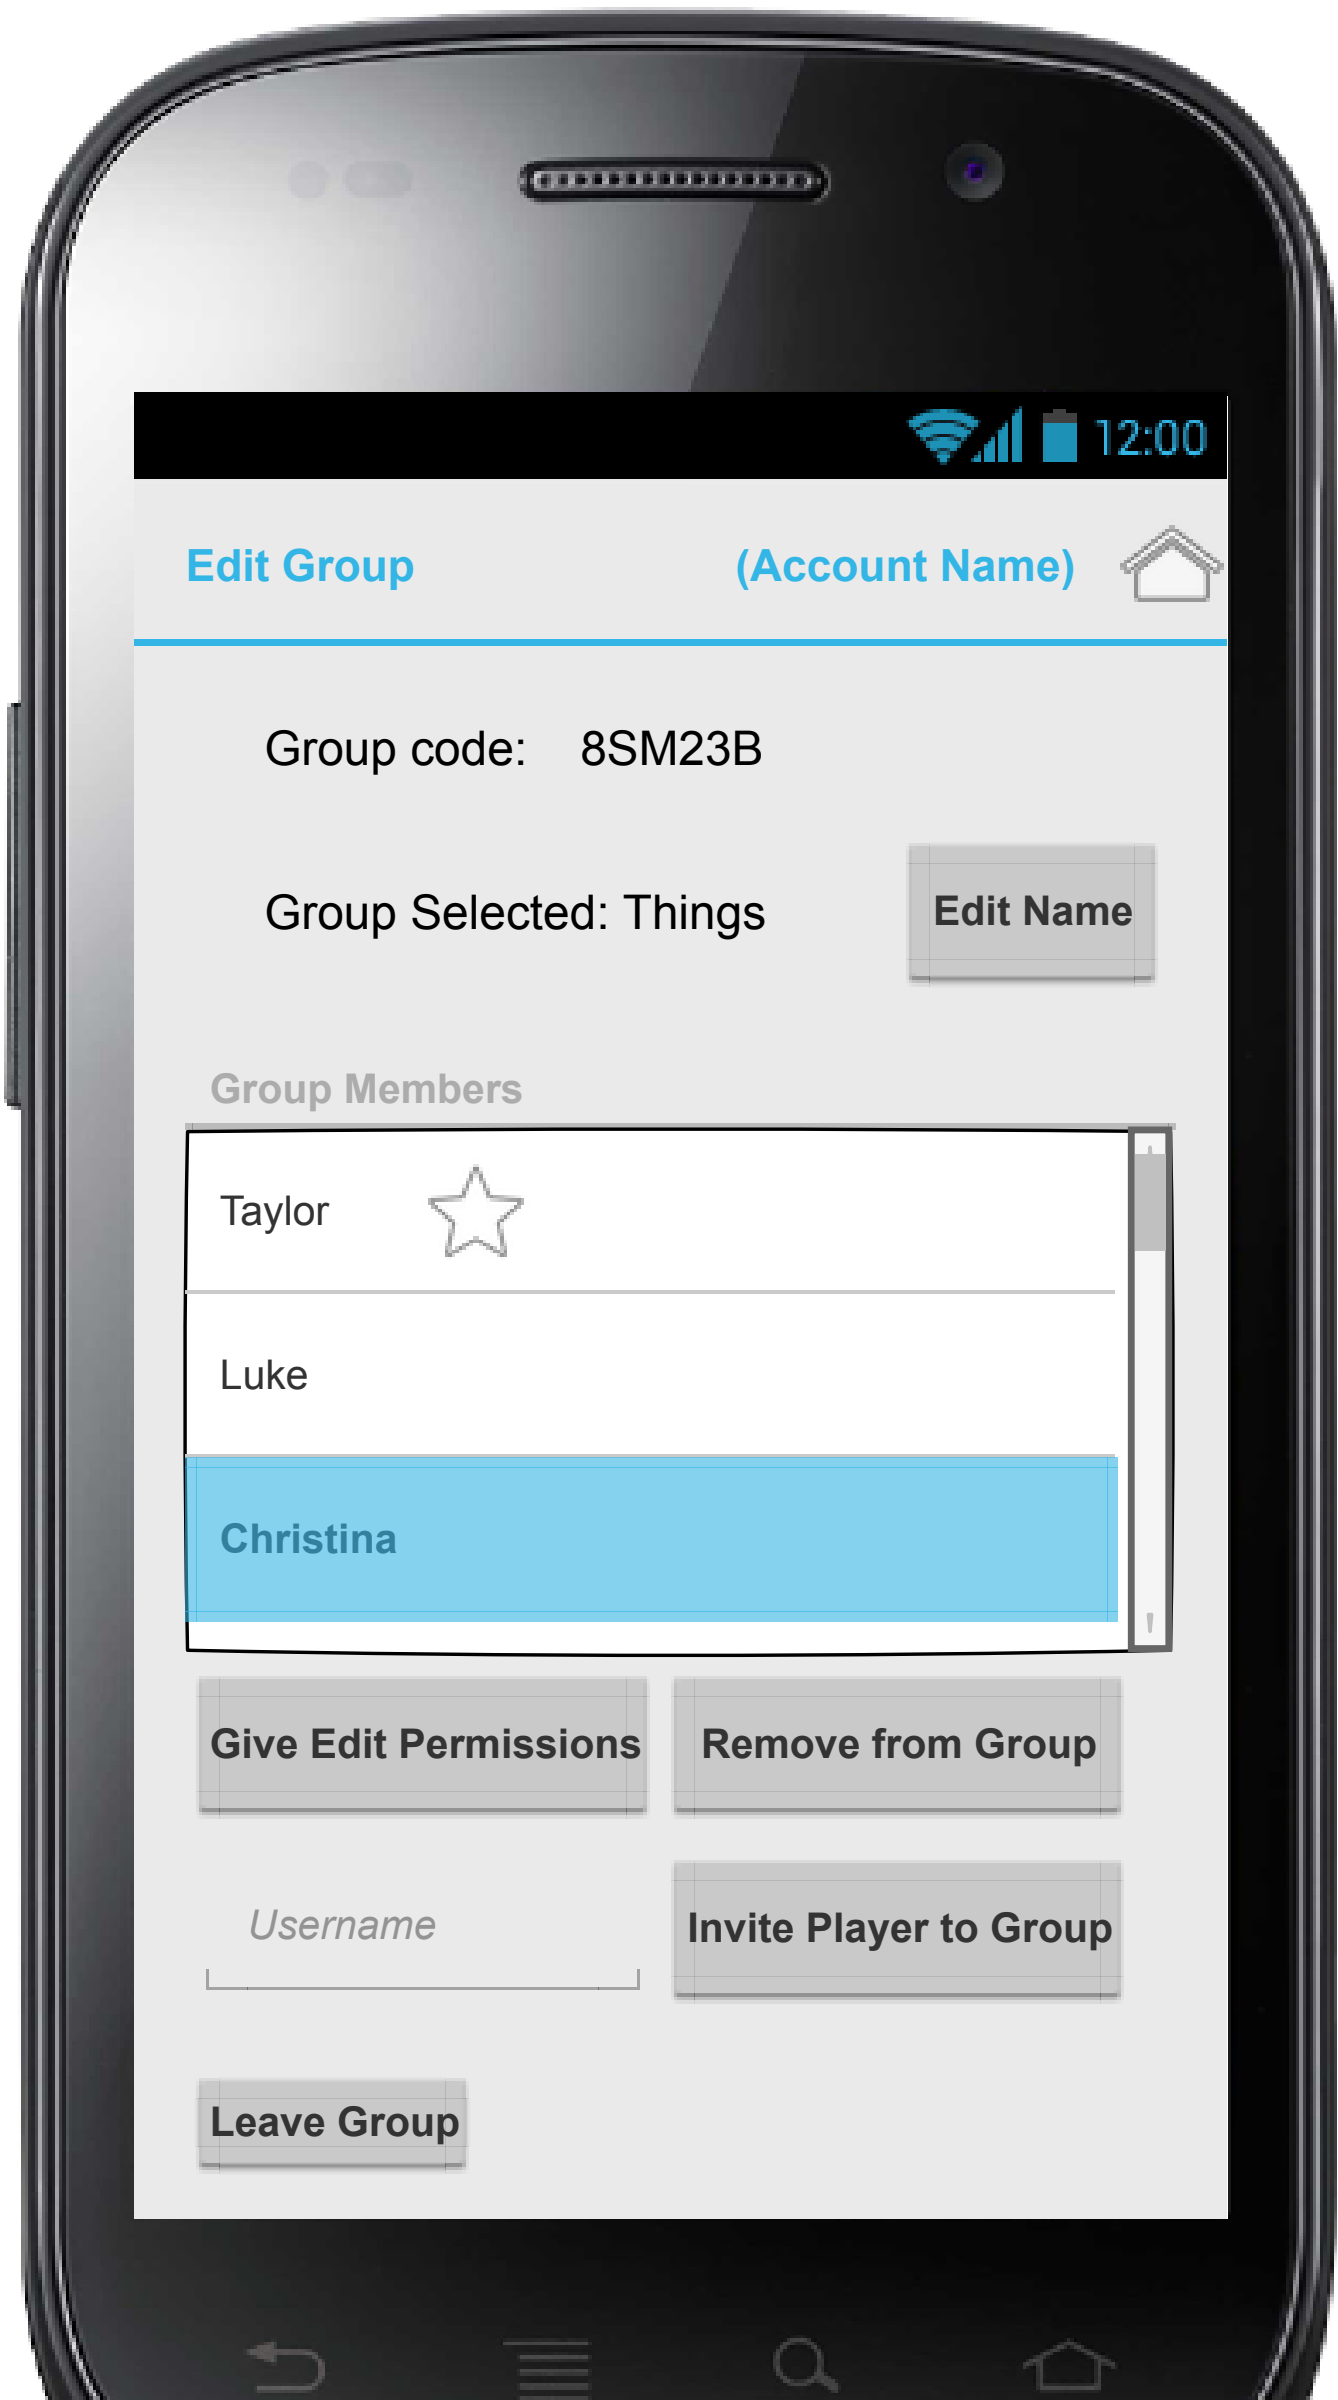 12:00
Edit Group (Account Name)
Group code: 8SM23B
Group Selected: Things Edit Name
Group Members
Taylor
Luke
Christina
Give Edit Permissions Remove from Group
Username Invite Player to Group
Leave Group